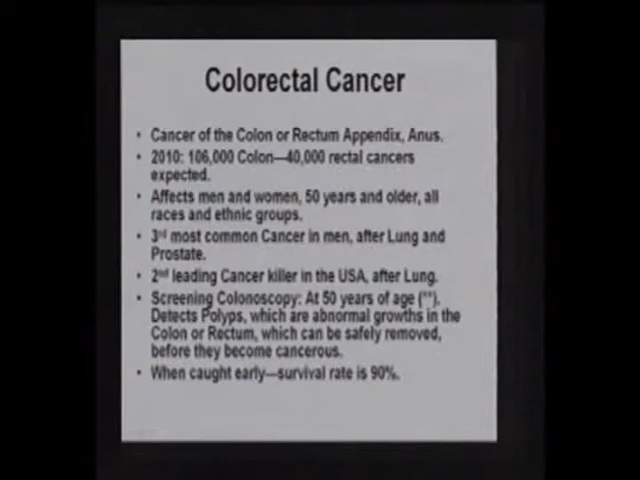 Colorectal Cancer
• Cancer of the Colon or Rectum Appendix, Anus.
• 2010: 106,000 Colon—40,000 rectal cancers
expected.
• Affects men and women, 50 years and older, all
races and ethnic groups.
• 3rd most common Cancer in men, after Lung and
Prostate.
• 2nd leading Cancer killer in the USA, after Lung.
• Screening Colonoscopy: At 50 years of age (**).
Detects Polyps, which are abnormal growths in the
Colon or Rectum, which can be safely removed,
before they become cancerous.
• When caught early—survival rate is 90%.